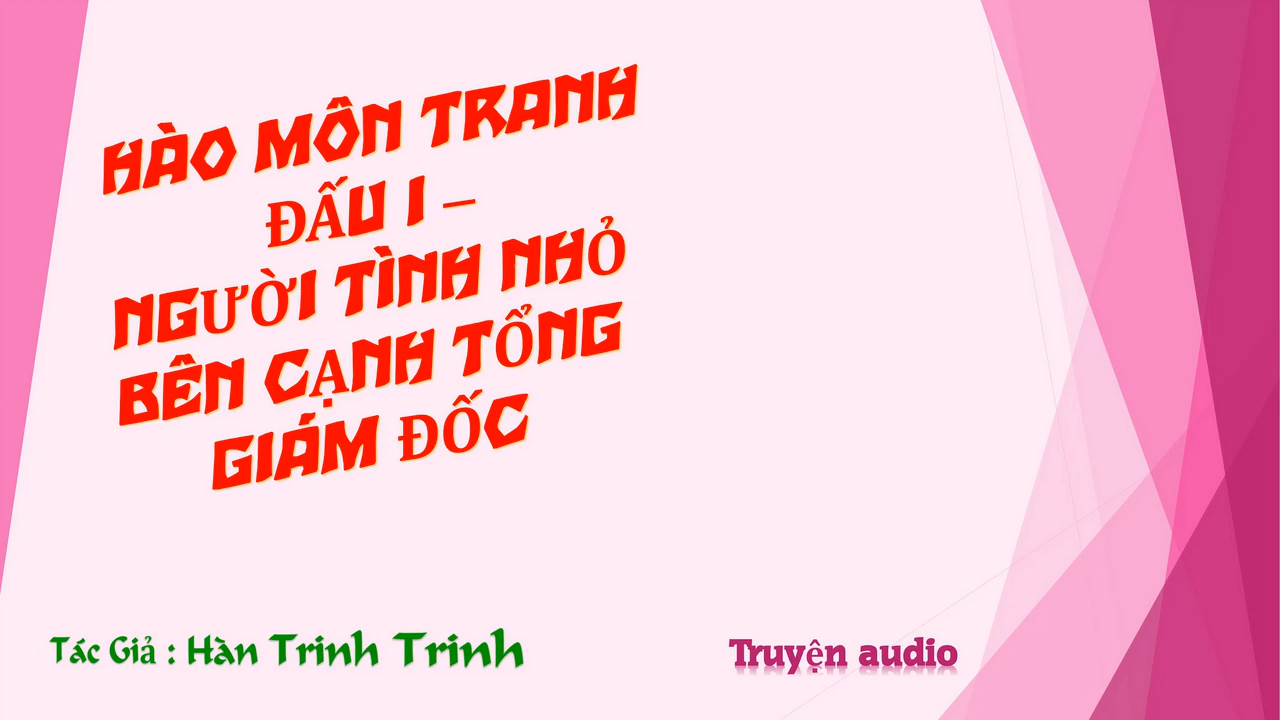 HÀO MÔN TRANH
ĐẤU I –
NGƯỜI TÌNH NHỎ
BÊN CẠNH TỔNG
GIÁM ĐỐC
Tác Giả : Hàn Trinh Trinh
Truyện audio